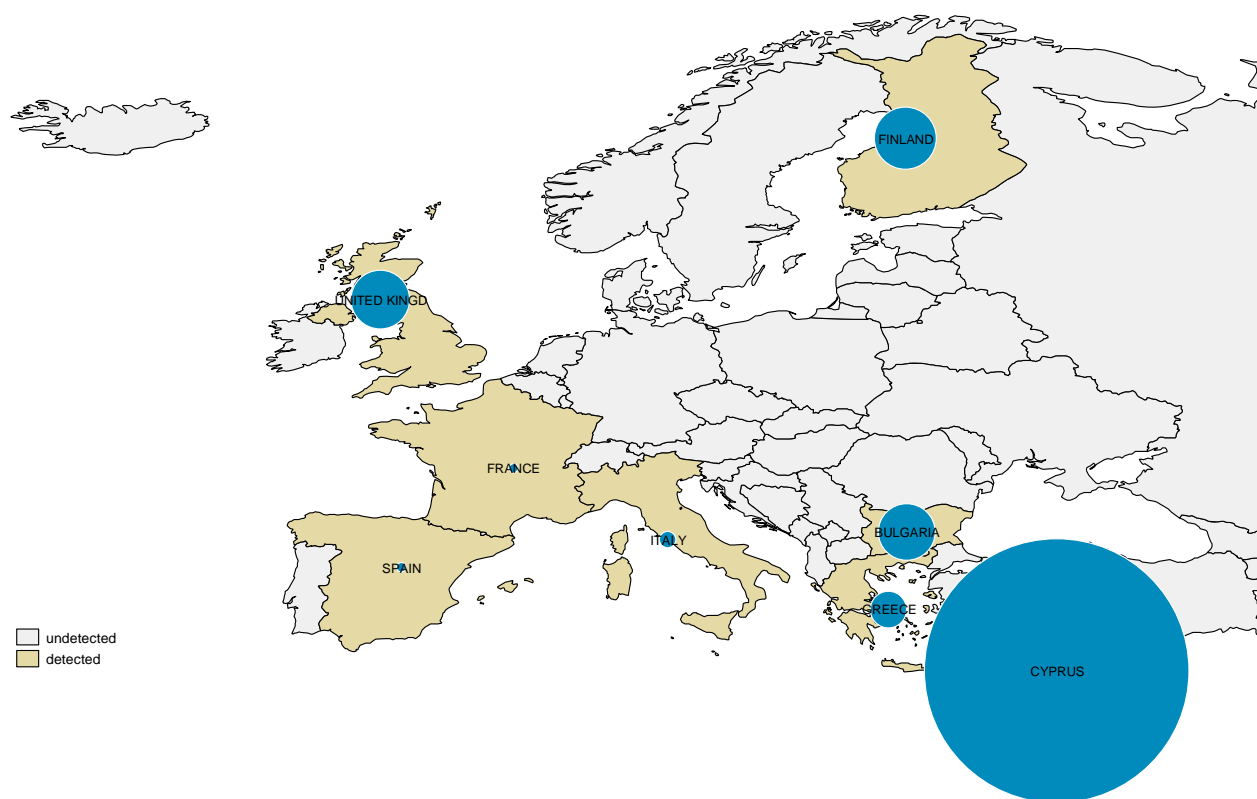 FINLAND
UNITED KINGD
FRANCE
BULGARIA
ITALY
SPAIN
GREECE
undetected
detected
CYPRUS